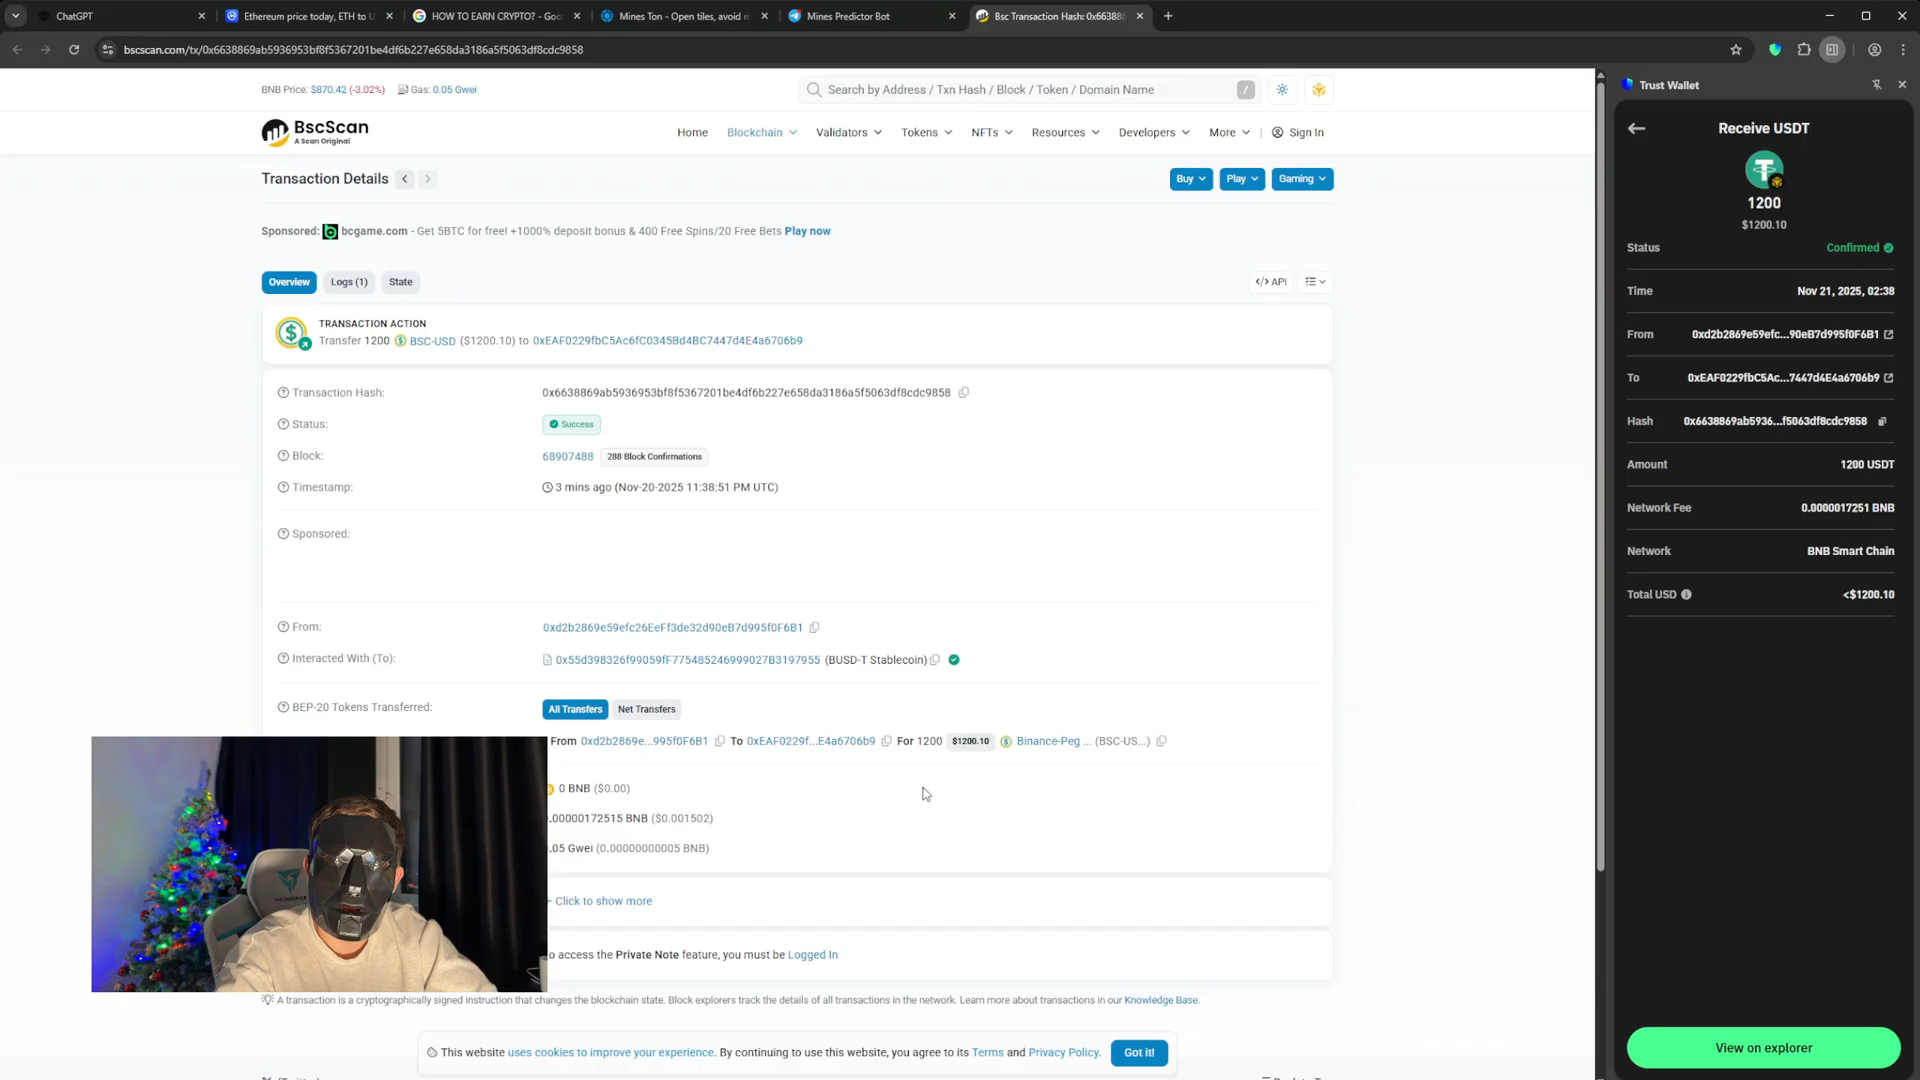 ChatGPT
Ethereum price today, ETH to U
HOW TO EARN CRYPTO? - Goo
Mines Ton - Open tiles, avoid m
Mines Predictor Bot
Bsc Transaction Hash: 0x66388
bscscan.com/tx/0x6638869ab5936953bf8f5367201be4df6b227e658da3186a5f5063df8cdc9858
BNB Price: $870.42 (-3.02%) Gas: 0.05 Gwei
Search by Address / Txn Hash / Block / Token / Domain Name /
BscScan
A Scan Original
Home Blockchain Validators Tokens NFTs Resources Developers More | Sign In
Transaction Details
Buy Play Gaming
Sponsored: bcgame.com - Get 5BTC for free! +1000% deposit bonus & 400 Free Spins/20 Free Bets Play now
Overview Logs (1) State
</> API
TRANSACTION ACTION
Transfer 1200 BSC-USD ($1200.10) to 0xEAF0229fbC5Ac6fC0345Bd4BC7447d4E4a6706b9
Transaction Hash: 0x6638869ab5936953bf8f5367201be4df6b227e658da3186a5f5063df8cdc9858
Status: Success
Block: 68907488 288 Block Confirmations
Timestamp: 3 mins ago (Nov-20-2025 11:38:51 PM UTC)
Sponsored:
From: 0xd2b2869e59efc26EeFf3de32d90eB7d995f0F6B1
Interacted With (To): 0x55d398326f99059fF775485246999027B3197955 (BUSD-T Stablecoin)
BEP-20 Tokens Transferred: All Transfers Net Transfers
From 0xd2b2869e...995f0F6B1 To 0xEAF0229f...E4a6706b9 For 1200 $1200.10 Binance-Peg ... (BSC-US...)
0 BNB ($0.00)
.00000172515 BNB ($0.001502)
.05 Gwei (0.00000000005 BNB)
Click to show more
o access the Private Note feature, you must be Logged In
A transaction is a cryptographically signed instruction that changes the blockchain state. Block explorers track the details of all transactions in the network. Learn more about transactions in our Knowledge Base.
This website uses cookies to improve your experience. By continuing to use this website, you agree to its Terms and Privacy Policy. Got it!
Trust Wallet
Receive USDT
1200
$1200.10
Status Confirmed
Time Nov 21, 2025, 02:38
From 0xd2b2869e59efc...90eB7d995f0F6B1
To 0xEAF0229fbC5Ac...7447d4E4a6706b9
Hash 0x6638869ab5936...f5063df8cdc9858
Amount 1200 USDT
Network Fee 0.0000017251 BNB
Network BNB Smart Chain
Total USD <$1200.10
View on explorer